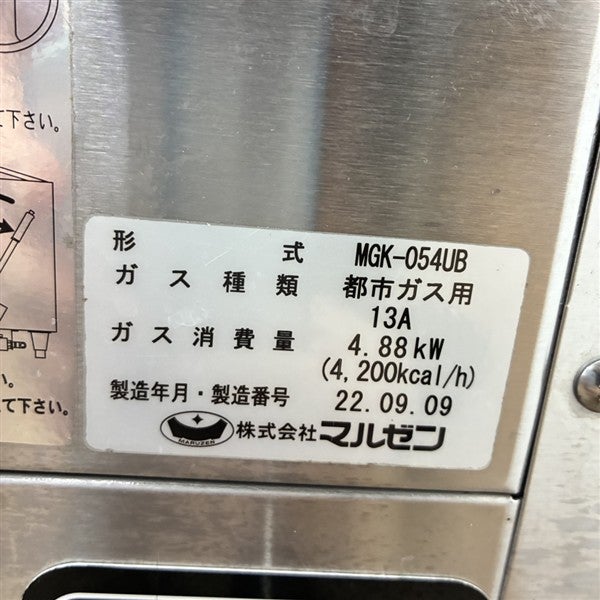 て下さい。
形 式 MGK-054UB
ガス種類 都市ガス用
13A
ガス消費量 4.88kW
(4,200kcal/h)
製造年月・製造番号 22.09.09
MARUZEN 株式会社マルゼン
い。
て下さい。